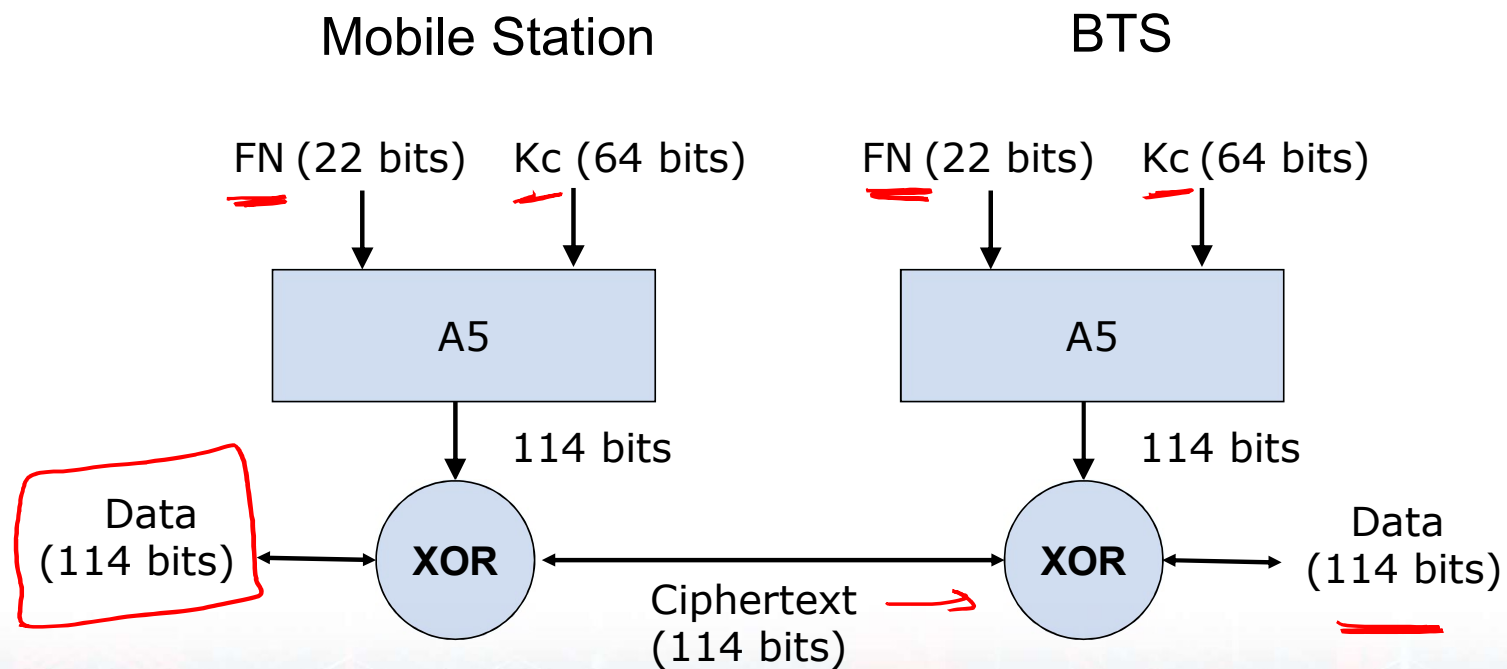 Mobile Station
BTS
FN (22 bits)
Kc (64 bits)
FN (22 bits)
Kc (64 bits)
A5
A5
114 bits
114 bits
Data
(114 bits)
XOR
XOR
Data
(114 bits)
Ciphertext
(114 bits)